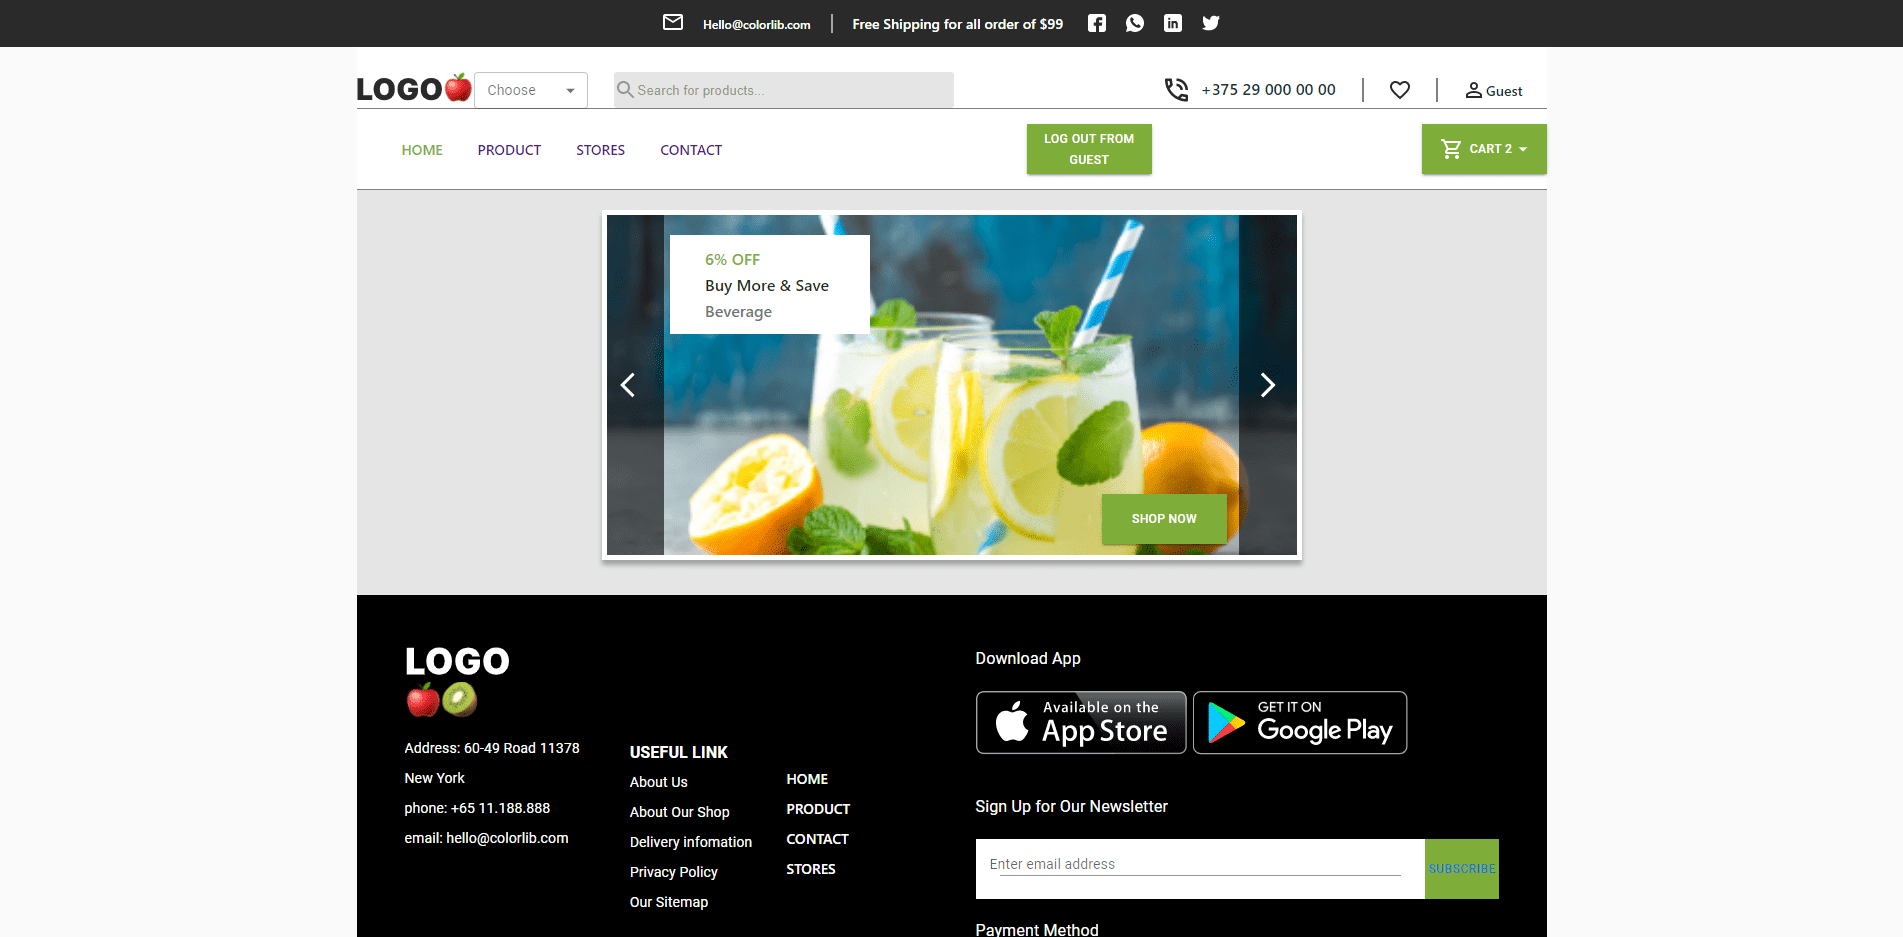 Hello@colorlib.com
Free Shipping for all order of $99
LOGO
Choose
Search for products...
+375 29 000 00 00
Guest
HOME
PRODUCT
STORES
CONTACT
LOG OUT FROM
GUEST
CART 2
6% OFF
Buy More & Save
Beverage
SHOP NOW
LOGO
Address: 60-49 Road 11378
New York
phone: +65 11.188.888
email: hello@colorlib.com
USEFUL LINK
About Us
About Our Shop
Delivery infomation
Privacy Policy
Our Sitemap
HOME
PRODUCT
CONTACT
STORES
Download App
Available on the
App Store
GET IT ON
Google Play
Sign Up for Our Newsletter
Enter email address
SUBSCRIBE
Payment Method